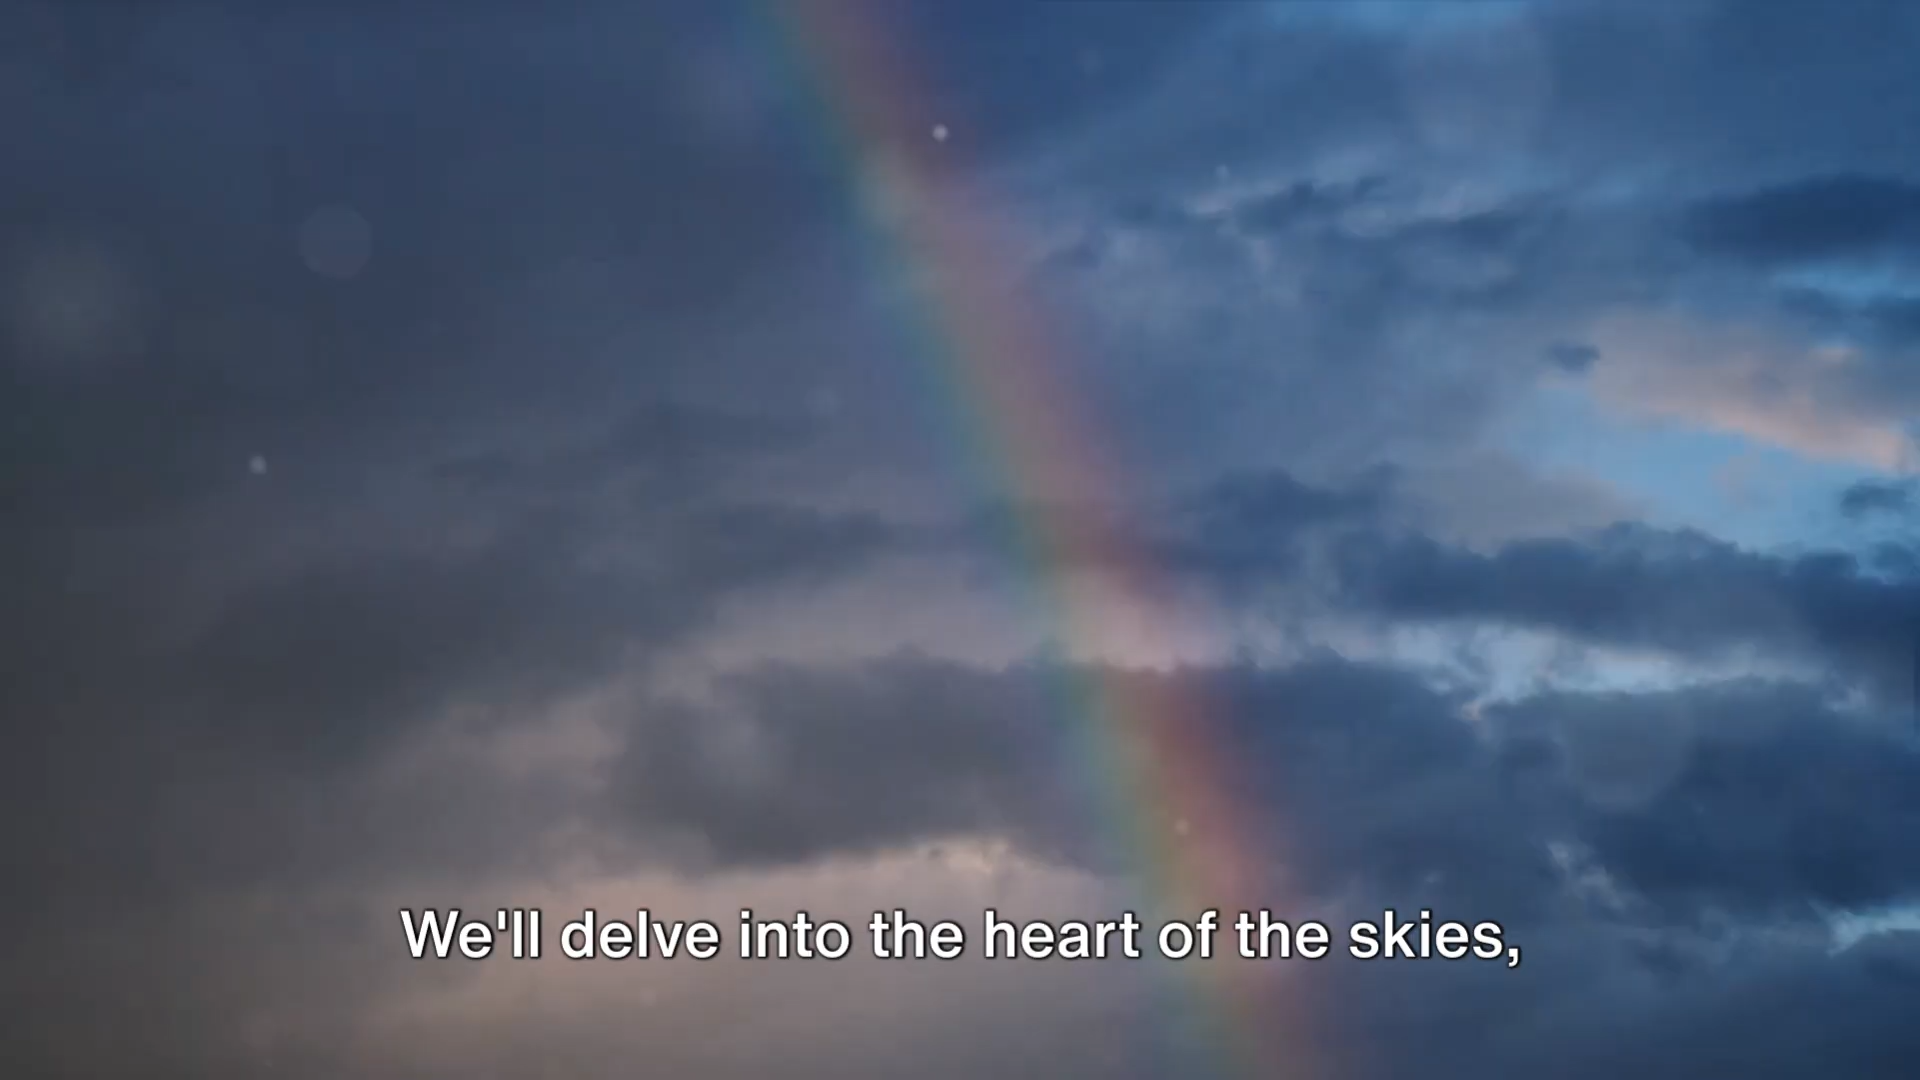 We'll delve into the heart of the skies,